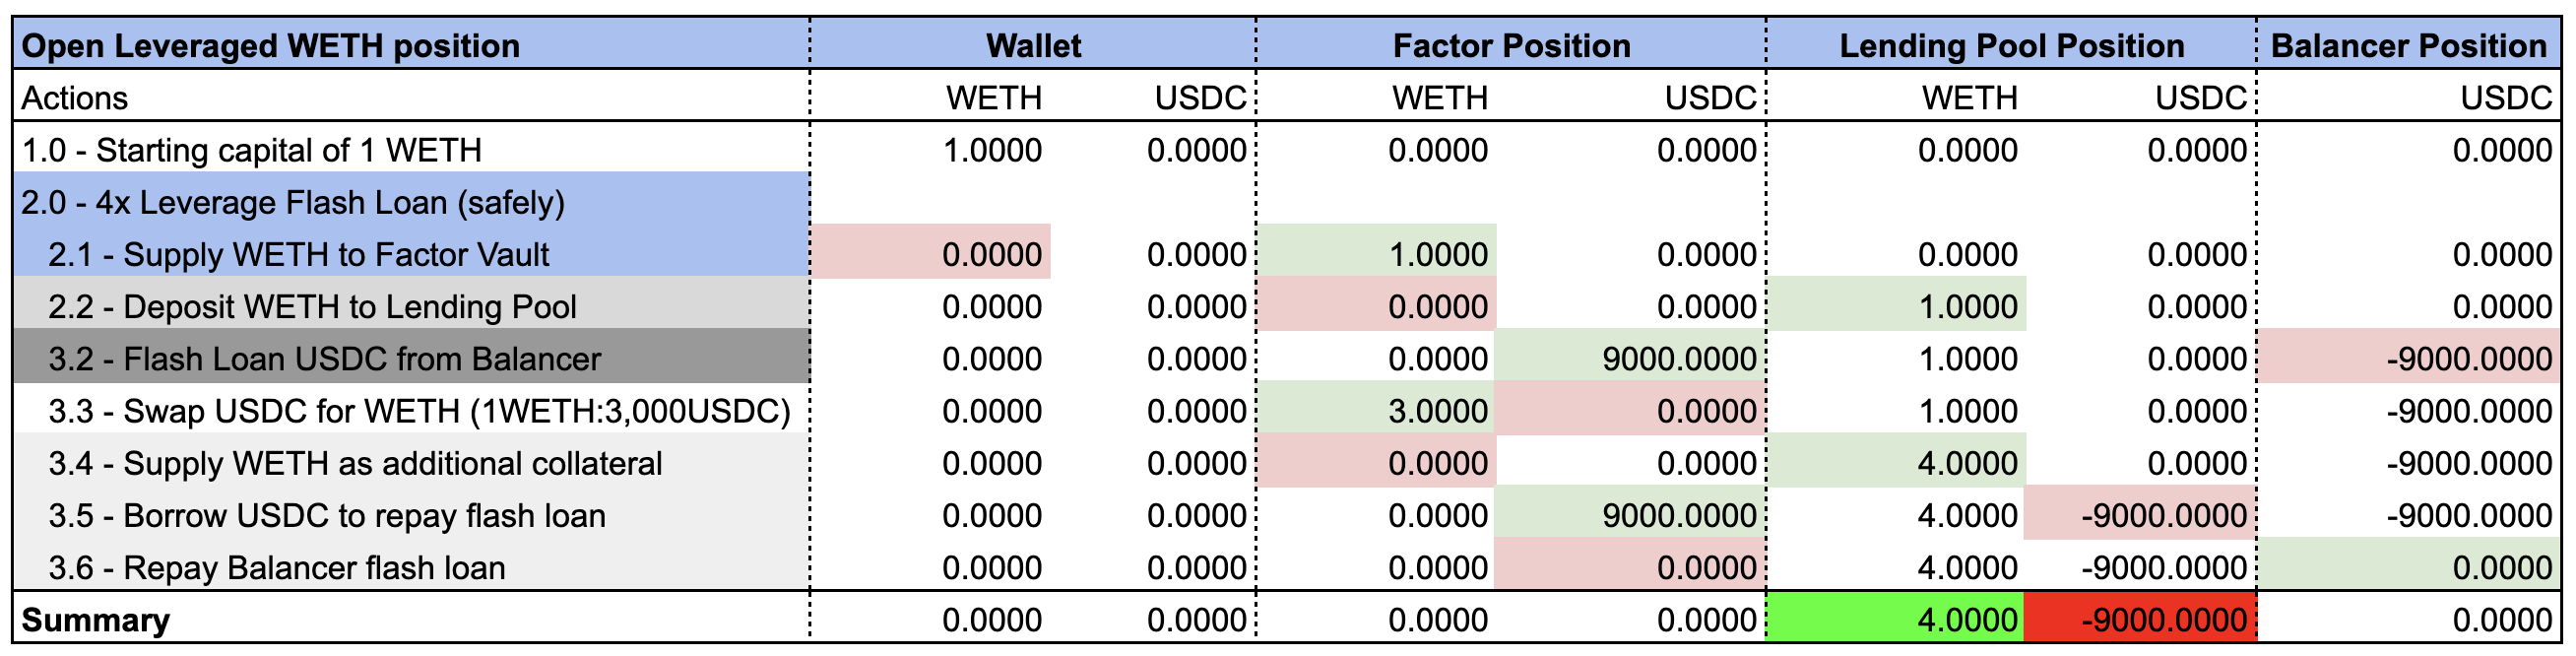 Open Leveraged WETH position Wallet Factor Position Lending Pool Position Balancer Position
Actions WETH USDC WETH USDC WETH USDC USDC
1.0 - Starting capital of 1 WETH 1.0000 0.0000 0.0000 0.0000 0.0000 0.0000 0.0000
2.0 - 4x Leverage Flash Loan (safely)
2.1 - Supply WETH to Factor Vault 0.0000 0.0000 1.0000 0.0000 0.0000 0.0000 0.0000
2.2 - Deposit WETH to Lending Pool 0.0000 0.0000 0.0000 0.0000 1.0000 0.0000 0.0000
3.2 - Flash Loan USDC from Balancer 0.0000 0.0000 0.0000 9000.0000 1.0000 0.0000 -9000.0000
3.3 - Swap USDC for WETH (1WETH:3,000USDC) 0.0000 0.0000 3.0000 0.0000 1.0000 0.0000 -9000.0000
3.4 - Supply WETH as additional collateral 0.0000 0.0000 0.0000 0.0000 4.0000 0.0000 -9000.0000
3.5 - Borrow USDC to repay flash loan 0.0000 0.0000 0.0000 9000.0000 4.0000 -9000.0000 -9000.0000
3.6 - Repay Balancer flash loan 0.0000 0.0000 0.0000 0.0000 4.0000 -9000.0000 0.0000
Summary 0.0000 0.0000 0.0000 0.0000 4.0000 -9000.0000 0.0000